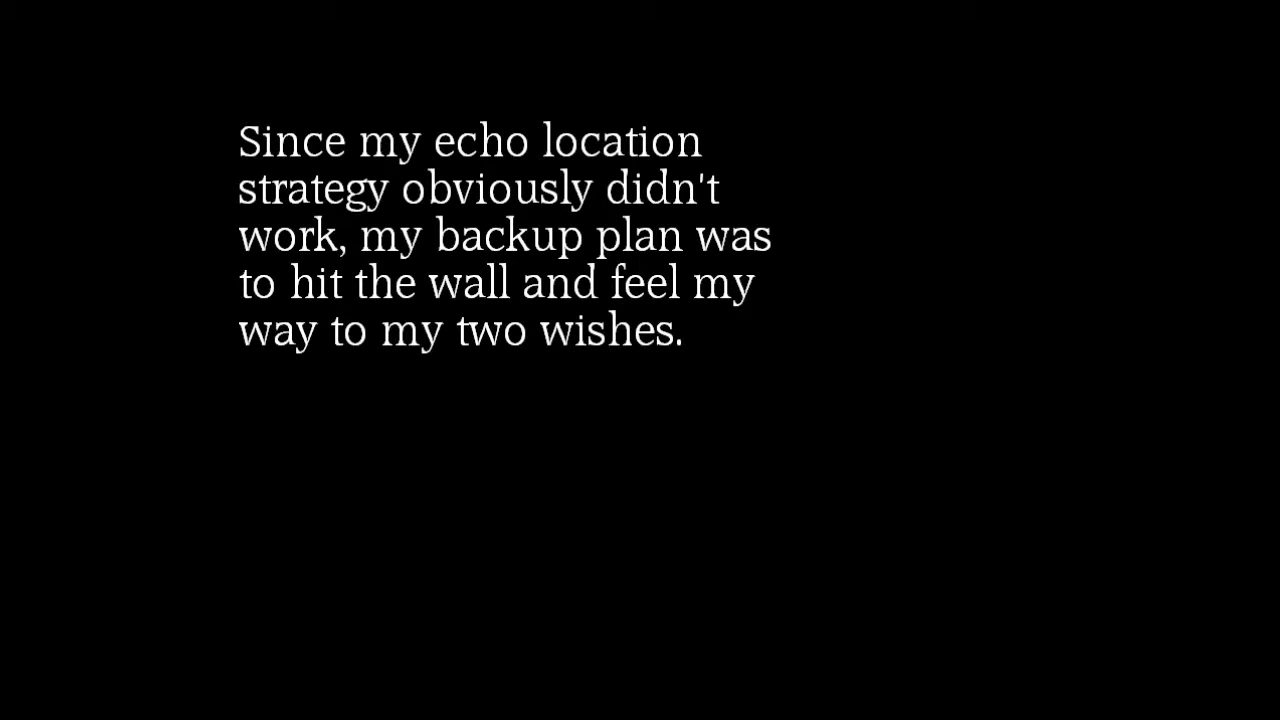 Since my echo location
strategy obviously didn't
work, my backup plan was
to hit the wall and feel my
way to my two wishes.